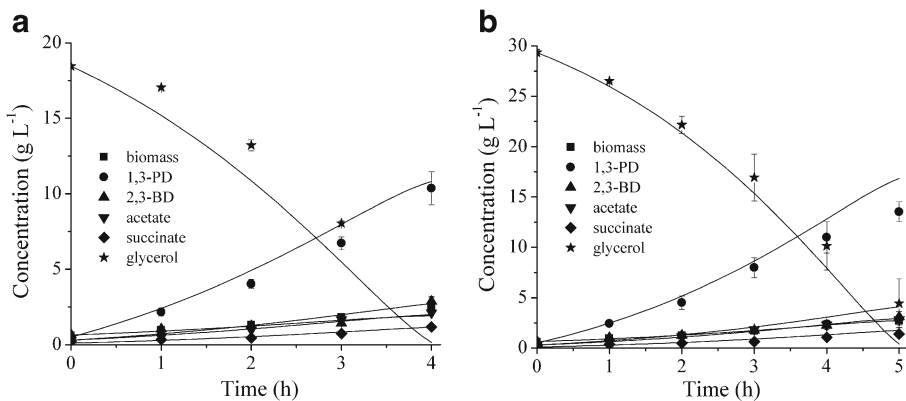 a
20
15
10
5
0
Concentration (g L-1)
biomass
1,3-PD
2,3-BD
acetate
succinate
glycerol
0 1 2 3 4
Time (h)
b
30
25
20
15
10
5
0
Concentration (g L-1)
biomass
1,3-PD
2,3-BD
acetate
succinate
glycerol
0 1 2 3 4 5
Time (h)